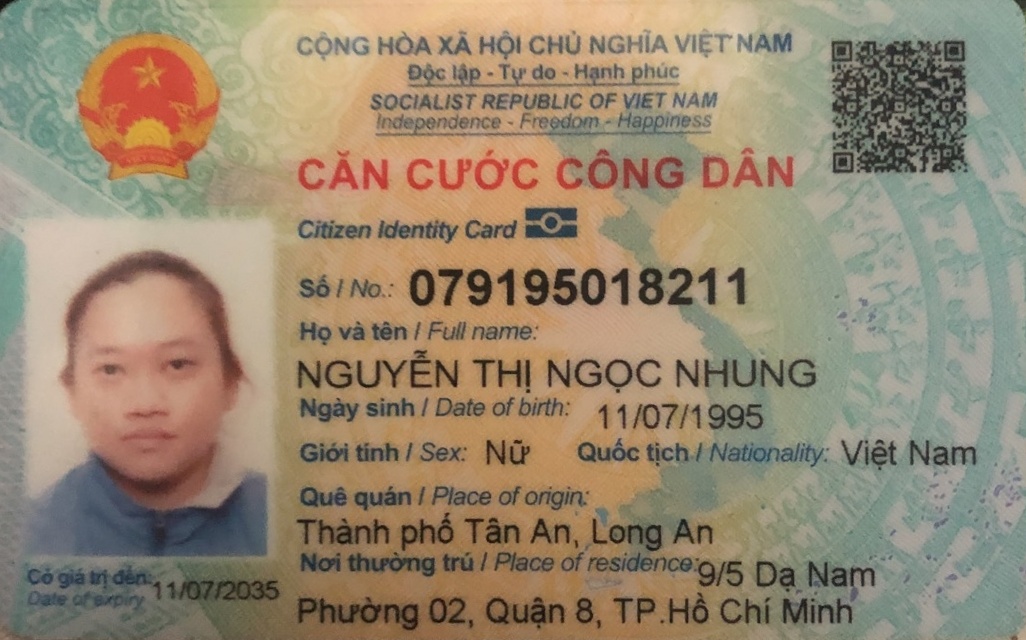 CỘNG HÒA XÃ HỘI CHỦ NGHĨA VIỆT NAM
Độc lập - Tự do - Hạnh phúc
SOCIALIST REPUBLIC OF VIET NAM
Independence - Freedom - Happiness
CĂN CƯỚC CÔNG DÂN
Citizen Identity Card
Số / No.: 079195018211
Họ và tên / Full name:
NGUYỄN THỊ NGỌC NHUNG
Ngày sinh / Date of birth: 11/07/1995
Giới tính / Sex: Nữ Quốc tịch / Nationality: Việt Nam
Quê quán / Place of origin:
Thành phố Tân An, Long An
Nơi thường trú / Place of residence: 9/5 Dạ Nam
Phường 02, Quận 8, TP.Hồ Chí Minh
Có giá trị đến: 11/07/2035
Date of expiry